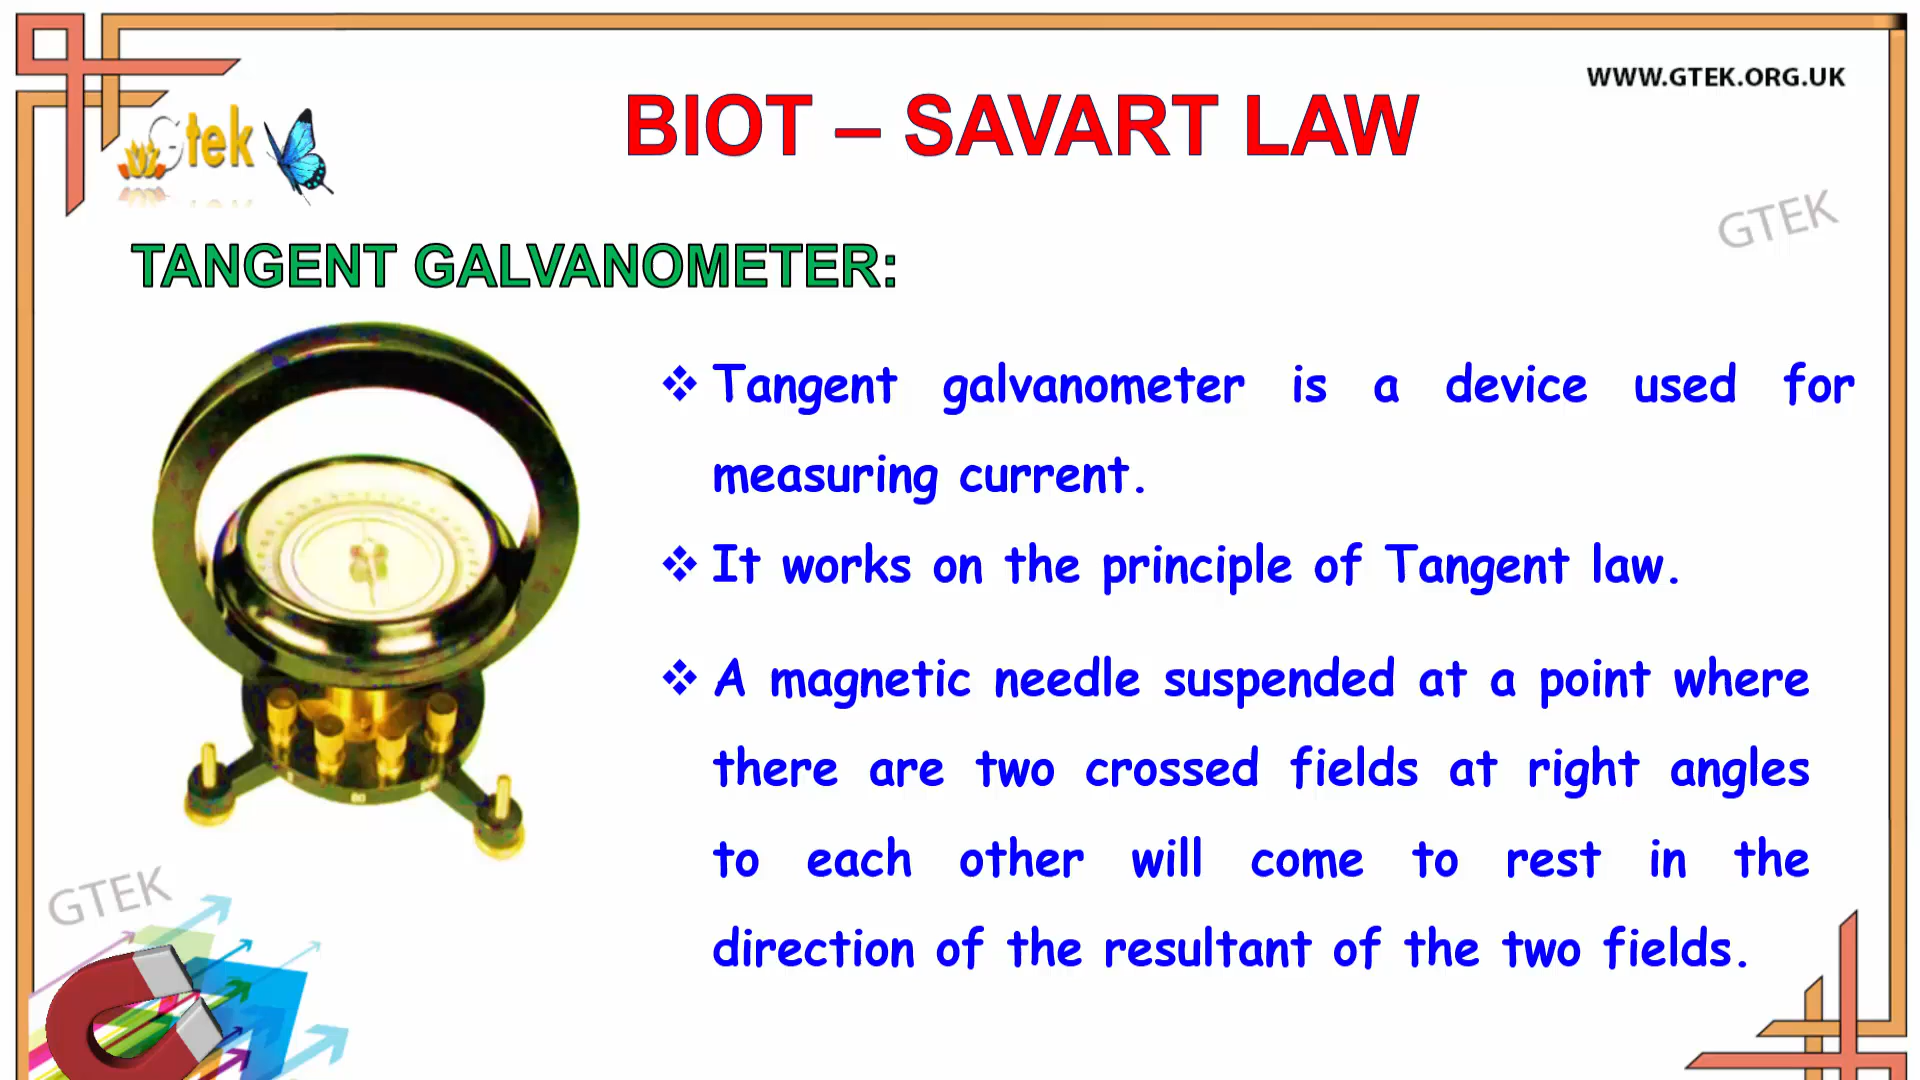 WWW.GTEK.ORG.UK
Gtek
BIOT – SAVART LAW
GTEK
TANGENT GALVANOMETER:
❖ Tangent galvanometer is a device used for
measuring current.
❖ It works on the principle of Tangent law.
❖ A magnetic needle suspended at a point where
there are two crossed fields at right angles
to each other will come to rest in the
direction of the resultant of the two fields.
GTEK